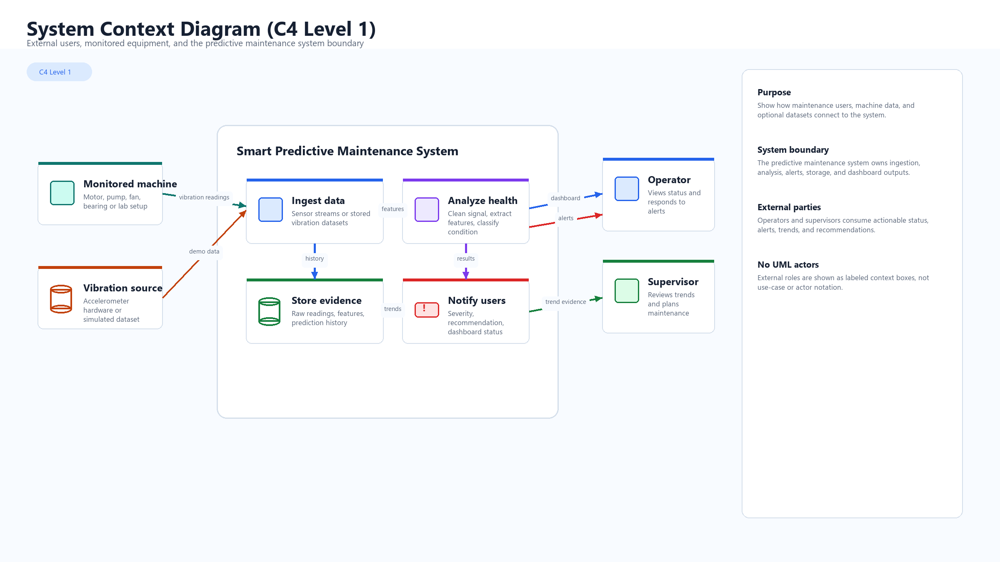 System Context Diagram (C4 Level 1)
External users, monitored equipment, and the predictive maintenance system boundary
C4 Level 1
Monitored machine
Motor, pump, fan,
bearing or lab setup
vibration readings
Vibration source
Accelerometer
hardware or
simulated dataset
demo data
Smart Predictive Maintenance System
Ingest data
Sensor streams or stored
vibration datasets
features
Analyze health
Clean signal, extract
features, classify
condition
history
results
Store evidence
Raw readings, features,
prediction history
trends
!
Notify users
Severity,
recommendation,
dashboard status
dashboard
alerts
trend evidence
Operator
Views status and
responds to
alerts
Supervisor
Reviews trends
and plans
maintenance
Purpose
Show how maintenance users, machine data, and
optional datasets connect to the system.
System boundary
The predictive maintenance system owns ingestion,
analysis, alerts, storage, and dashboard outputs.
External parties
Operators and supervisors consume actionable status,
alerts, trends, and recommendations.
No UML actors
External roles are shown as labeled context boxes, not
use-case or actor notation.